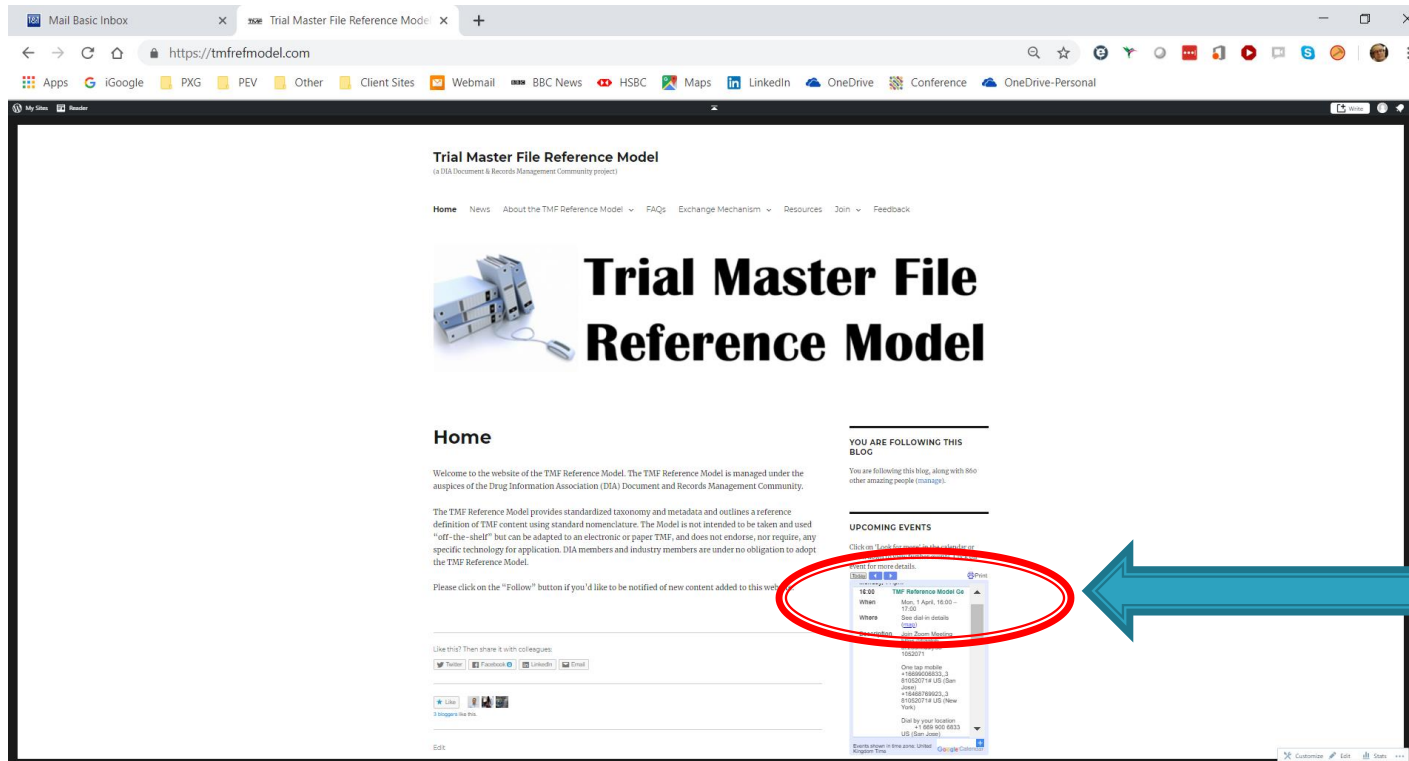 Mail Basic Inbox
Trial Master File Reference Model
https://tmfrefmodel.com
Apps iGoogle PXG PEV Other Client Sites Webmail BBC News HSBC Maps LinkedIn OneDrive Conference OneDrive-Personal
My Sites Reader Write
Trial Master File Reference Model
(a DIA Document & Records Management Community project)
Home News About the TMF Reference Model FAQs Exchange Mechanism Resources Join Feedback
Trial Master File
Reference Model
Home
Welcome to the website of the TMF Reference Model. The TMF Reference Model is managed under the
auspices of the Drug Information Association (DIA) Document and Records Management Community.
The TMF Reference Model provides standardized taxonomy and metadata and outlines a reference
definition of TMF content using standard nomenclature. The Model is not intended to be taken and used
"off-the-shelf" but can be adapted to an electronic or paper TMF, and does not endorse, nor require, any
specific technology for application. DIA members and industry members are under no obligation to adopt
the TMF Reference Model.
Please click on the "Follow" button if you'd like to be notified of new content added to this
Like this? Then share it with colleagues:
Twitter Facebook LinkedIn Email
Like
3 bloggers like this.
Edit
YOU ARE FOLLOWING THIS
BLOG
You are following this blog, along with 860
other amazing people (manage).
UPCOMING EVENTS
Click on 'Look for more' in the calendar or
event for more details.
Today Print
16:00 TMF Reference Model Ge
When Mon, 1 April, 16:00 –
17:00
Where See dial-in details
(map)
Description Join Zoom Meeting
1052071
One tap mobile
+16699006833,,3
81052071# US (San
Jose)
+16468769923,,3
81052071# US (New
York)
Dial by your location
+1 669 900 6833
US (San Jose)
Events shown in time zone: United
Kingdom Time
Google Calendar
Customize Edit Stats